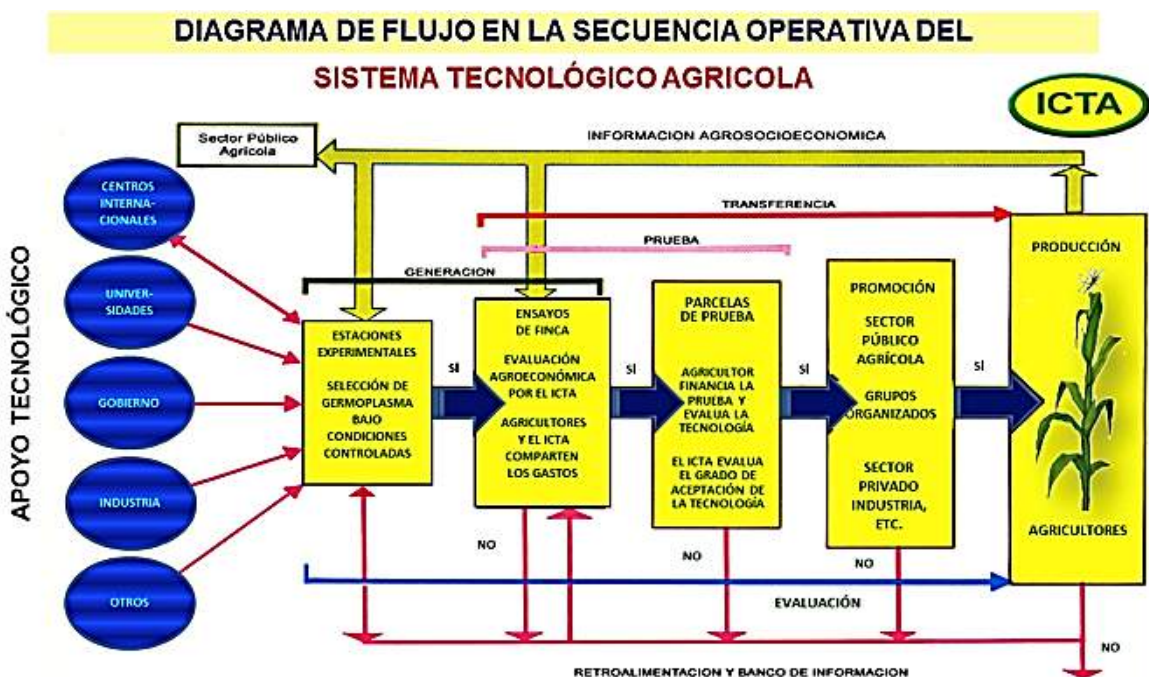 DIAGRAMA DE FLUJO EN LA SECUENCIA OPERATIVA DEL
SISTEMA TECNOLÓGICO AGRICOLA
ICTA
INFORMACION AGROSOCIOECONOMICA
Sector Público
Agrícola
TRANSFERENCIA
PRUEBA
GENERACION
APOYO TECNOLÓGICO
CENTROS
INTERNA-
CIONALES
UNIVER-
SIDADES
GOBIERNO
INDUSTRIA
OTROS
ESTACIONES
EXPERIMENTALES
SELECCIÓN DE
GERMOPLASMA
BAJO
CONDICIONES
CONTROLADAS
SI
ENSAYOS
DE FINCA
EVALUACIÓN
AGROECONÓMICA
POR EL ICTA
AGRICULTORES
Y EL ICTA
COMPARTEN
LOS GASTOS
SI
PARCELAS
DE PRUEBA
AGRICULTOR
FINANCIA LA
PRUEBA Y
EVALUA LA
TECNOLOGÍA
EL ICTA EVALUA
EL GRADO DE
ACEPTACIÓN DE
LA TECNOLOGÍA
SI
PROMOCIÓN
SECTOR
PÚBLICO
AGRÍCOLA
GRUPOS
ORGANIZADOS
SECTOR
PRIVADO
INDUSTRIA,
ETC.
SI
PRODUCCIÓN
AGRICULTORES
NO
NO
NO
EVALUACIÓN
NO
RETROALIMENTACION Y BANCO DE INFORMACION